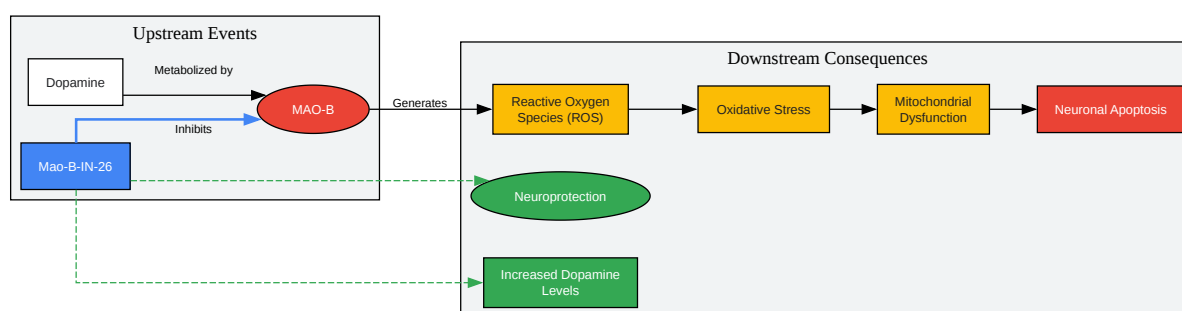 Upstream Events
Dopamine
Metabolized by
MAO-B
Inhibits
Mao-B-IN-26
Generates
Downstream Consequences
Reactive Oxygen
Species (ROS)
Oxidative Stress
Mitochondrial
Dysfunction
Neuronal Apoptosis
Neuroprotection
Increased Dopamine
Levels